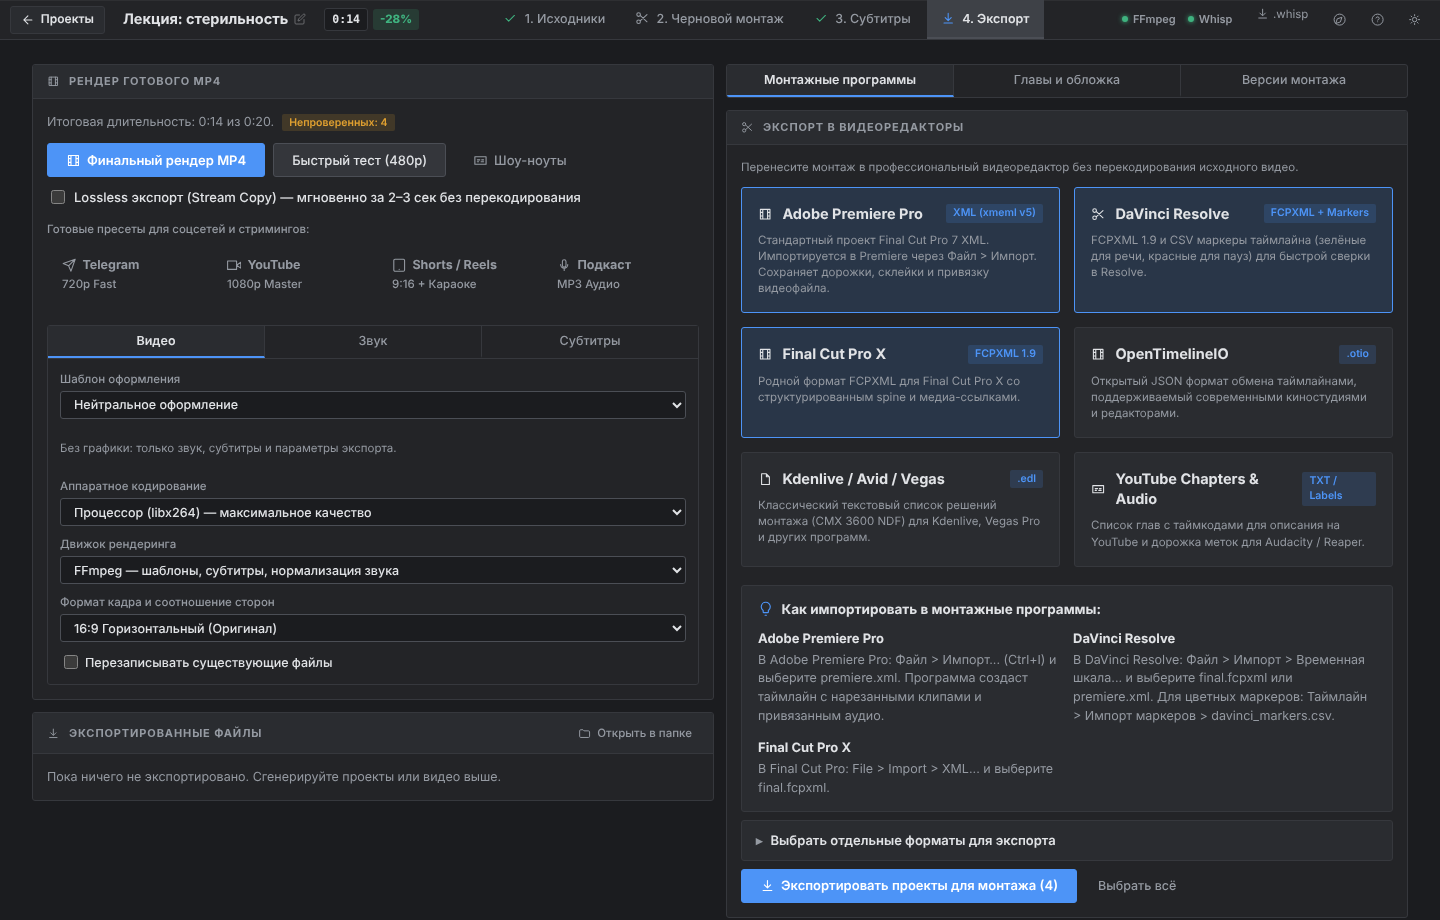 Проекты
Лекция: стерильность
0:14
-28%
1. Исходники
2. Черновой монтаж
3. Субтитры
4. Экспорт
FFmpeg
Whisp
.whisp
РЕНДЕР ГОТОВОГО MP4
Итоговая длительность: 0:14 из 0:20.
Непроверенных: 4
Финальный рендер MP4
Быстрый тест (480p)
Шоу-ноуты
Lossless экспорт (Stream Copy) — мгновенно за 2–3 сек без перекодирования
Готовые пресеты для соцсетей и стримингов:
Telegram
720p Fast
YouTube
1080p Master
Shorts / Reels
9:16 + Караоке
Подкаст
MP3 Аудио
Видео
Звук
Субтитры
Шаблон оформления
Нейтральное оформление
Без графики: только звук, субтитры и параметры экспорта.
Аппаратное кодирование
Процессор (libx264) — максимальное качество
Движок рендеринга
FFmpeg — шаблоны, субтитры, нормализация звука
Формат кадра и соотношение сторон
16:9 Горизонтальный (Оригинал)
Перезаписывать существующие файлы
ЭКСПОРТИРОВАННЫЕ ФАЙЛЫ
Открыть в папке
Пока ничего не экспортировано. Сгенерируйте проекты или видео выше.
Монтажные программы
Главы и обложка
Версии монтажа
ЭКСПОРТ В ВИДЕОРЕДАКТОРЫ
Перенесите монтаж в профессиональный видеоредактор без перекодирования исходного видео.
Adobe Premiere Pro
XML (xmeml v5)
Стандартный проект Final Cut Pro 7 XML.
Импортируется в Premiere через Файл > Импорт.
Сохраняет дорожки, склейки и привязку
видеофайла.
DaVinci Resolve
FCPXML + Markers
FCPXML 1.9 и CSV маркеры таймлайна (зелёные
для речи, красные для пауз) для быстрой сверки
в Resolve.
Final Cut Pro X
FCPXML 1.9
Родной формат FCPXML для Final Cut Pro X со
структурированным spine и медиа-ссылками.
OpenTimelineIO
.otio
Открытый JSON формат обмена таймлайнами,
поддерживаемый современными киностудиями
и редакторами.
Kdenlive / Avid / Vegas
.edl
Классический текстовый список решений
монтажа (CMX 3600 NDF) для Kdenlive, Vegas Pro
и других программ.
YouTube Chapters &
Audio
TXT /
Labels
Список глав с таймкодами для описания на
YouTube и дорожка меток для Audacity / Reaper.
Как импортировать в монтажные программы:
Adobe Premiere Pro
В Adobe Premiere Pro: Файл > Импорт... (Ctrl+I) и
выберите premiere.xml. Программа создаст
таймлайн с нарезанными клипами и
привязанным аудио.
DaVinci Resolve
В DaVinci Resolve: Файл > Импорт > Временная
шкала... и выберите final.fcpxml или
premiere.xml. Для цветных маркеров: Таймлайн
> Импорт маркеров > davinci_markers.csv.
Final Cut Pro X
В Final Cut Pro: File > Import > XML... и выберите
final.fcpxml.
Выбрать отдельные форматы для экспорта
Экспортировать проекты для монтажа (4)
Выбрать всё